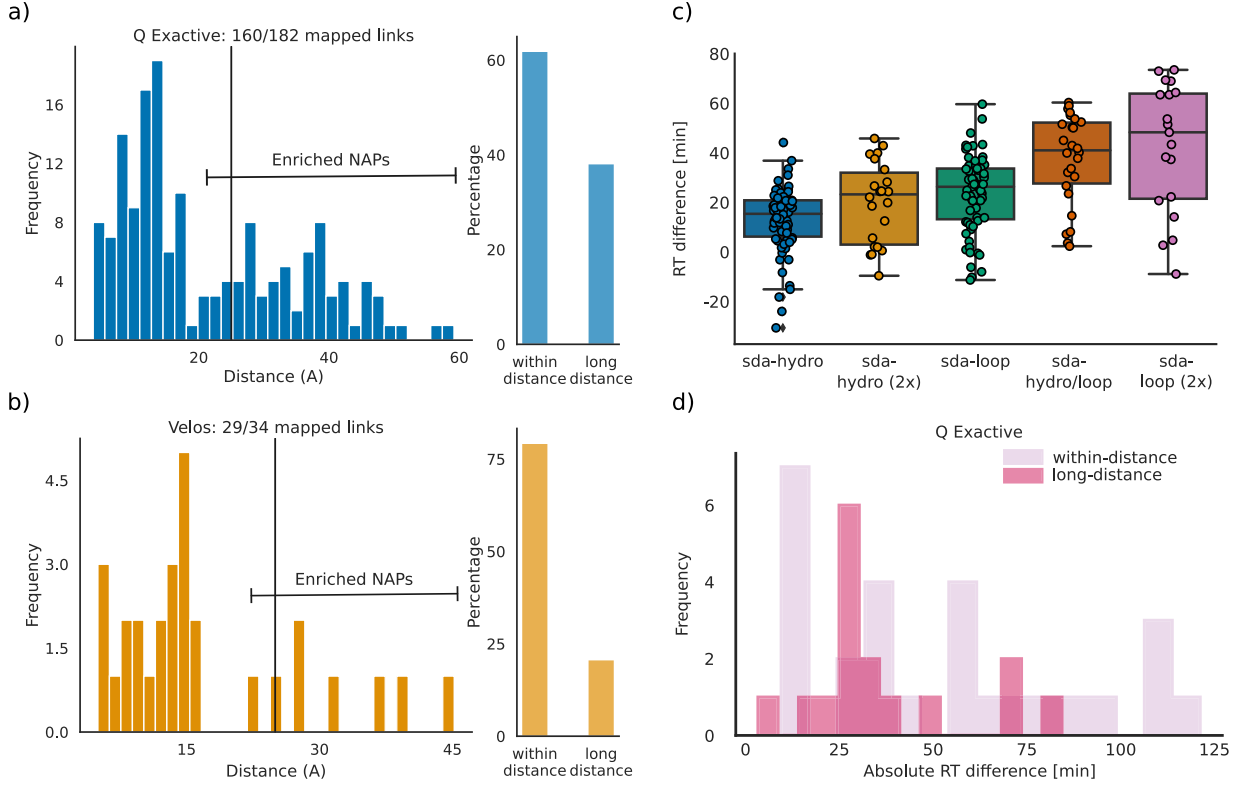 a)
Q Exactive: 160/182 mapped links
Enriched NAPs
Frequency
16
12
8
4
0
20
40
60
Distance (A)
Percentage
60
40
20
0
within
distance
long
distance
b)
Velos: 29/34 mapped links
Enriched NAPs
Frequency
4.5
3.0
1.5
0.0
15
30
45
Distance (A)
Percentage
75
50
25
0
within
distance
long
distance
c)
RT difference [min]
80
60
40
20
0
-20
sda-hydro
sda-
hydro (2x)
sda-loop
sda-
hydro/loop
sda-
loop (2x)
d)
Q Exactive
within-distance
long-distance
Frequency
6
4
2
0
0
25
50
75
100
125
Absolute RT difference [min]